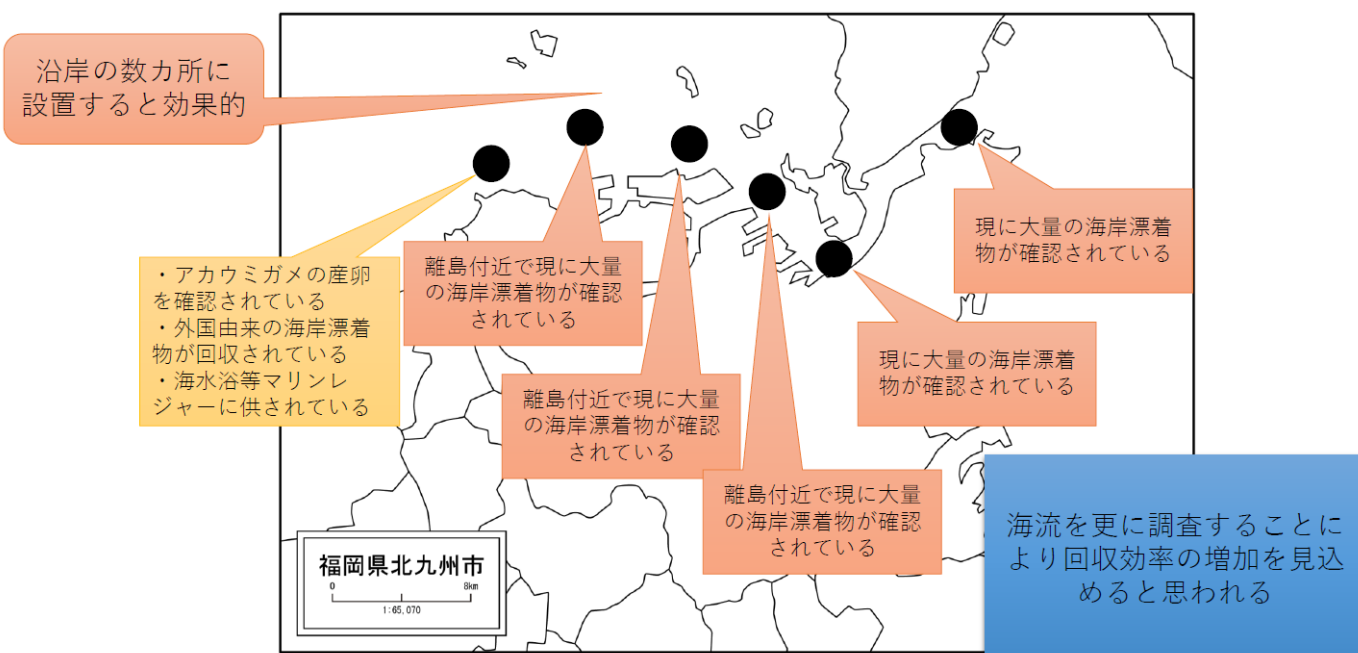 沿岸の数カ所に
設置すると効果的
・アカウミガメの産卵
を確認されている
・外国由来の海岸漂着
物が回収されている
・海水浴等マリンレ
ジャーに供されている
離島付近で現に大量
の海岸漂着物が確認
されている
離島付近で現に大量
の海岸漂着物が確認
されている
離島付近で現に大量
の海岸漂着物が確認
されている
現に大量の海岸漂着
物が確認されている
現に大量の海岸漂着
物が確認されている
海流を更に調査することに
より回収効率の増加を見込
めると思われる
福岡県北九州市
0 8km
1:65,070